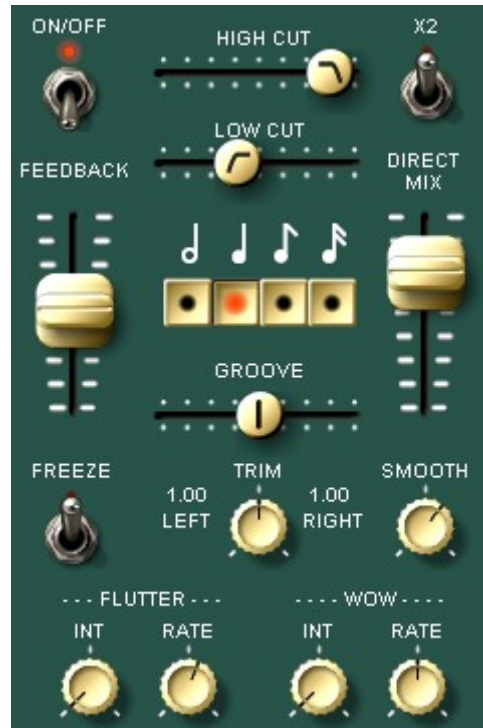 ON/OFF
HIGH CUT
X2
LOW CUT
FEEDBACK
DIRECT
MIX
GROOVE
FREEZE
TRIM
SMOOTH
1.00
LEFT
1.00
RIGHT
--- FLUTTER ---
---- WOW ----
INT
RATE
INT
RATE